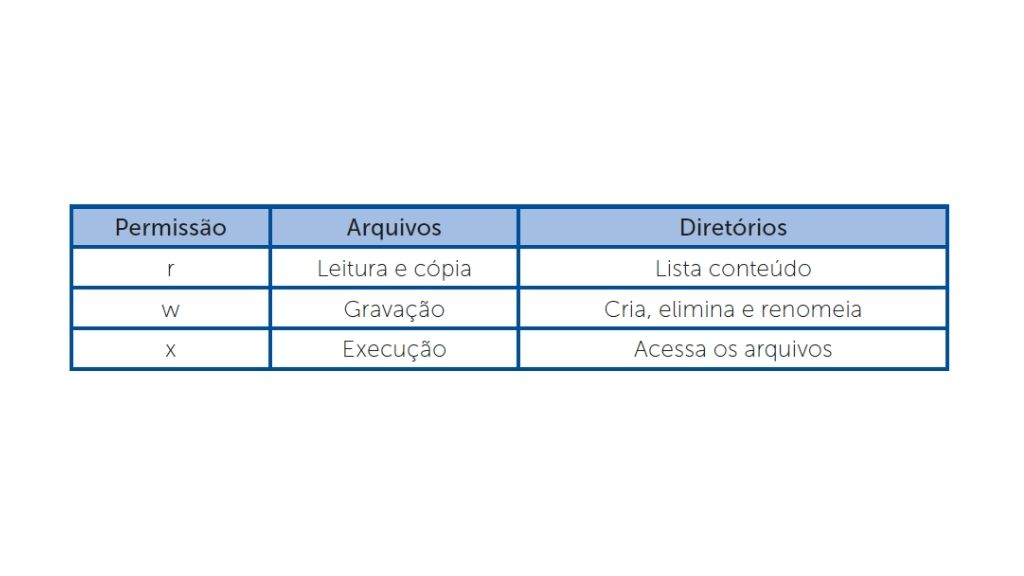 Permissão Arquivos Diretórios
r Leitura e cópia Lista conteúdo
w Gravação Cria, elimina e renomeia
x Execução Acessa os arquivos